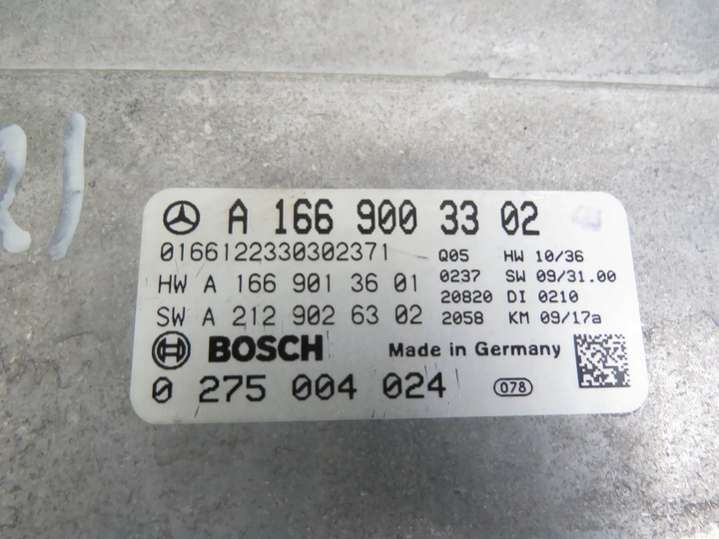 21
A 166 900 33 02
0166122330302371 Q05 HW 10/36
HW A 166 901 36 01 0237 SW 09/31.00
20820 DI 0210
SW A 212 902 63 02 2058 KM 09/17a
BOSCH Made in Germany
0 275 004 024 078